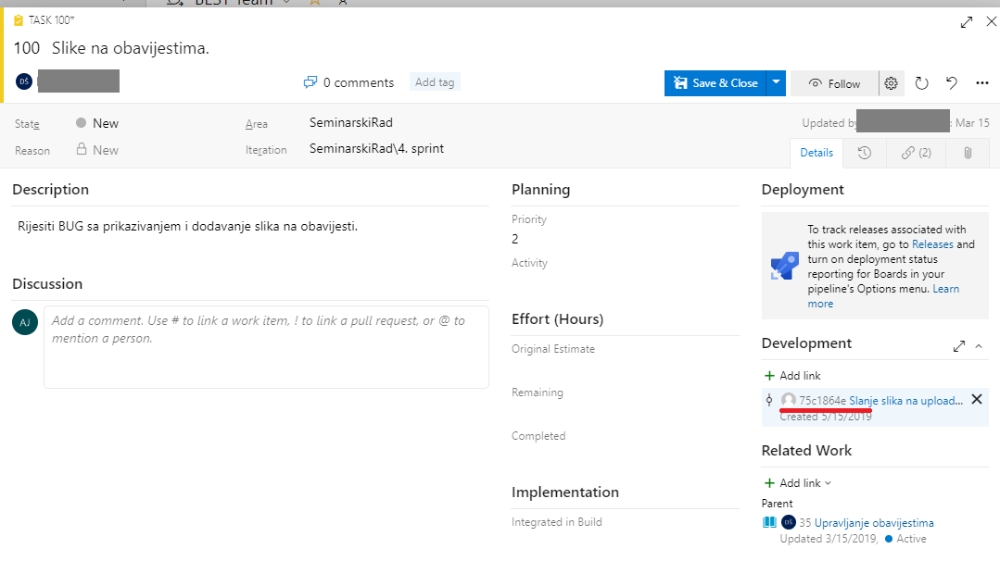 BEST Team
TASK 100*
100 Slike na obavijestima.
DŠ
0 comments
Add tag
Save & Close
Follow
State
New
Area
SeminarskiRad
Updated by
: Mar 15
Reason
New
Iteration
SeminarskiRad\4. sprint
Details
(2)
Description
Rijesiti BUG sa prikazivanjem i dodavanje slika na obavijesti.
Discussion
AJ
Add a comment. Use # to link a work item, ! to link a pull request, or @ to
mention a person.
Planning
Priority
2
Activity
Effort (Hours)
Original Estimate
Remaining
Completed
Implementation
Integrated in Build
Deployment
To track releases associated with
this work item, go to Releases and
turn on deployment status
reporting for Boards in your
pipeline's Options menu. Learn
more
Development
Add link
75c1864e Slanje slika na upload...
Created 5/15/2019
Related Work
Add link
Parent
DŠ
35 Upravljanje obavijestima
Updated 3/15/2019, Active